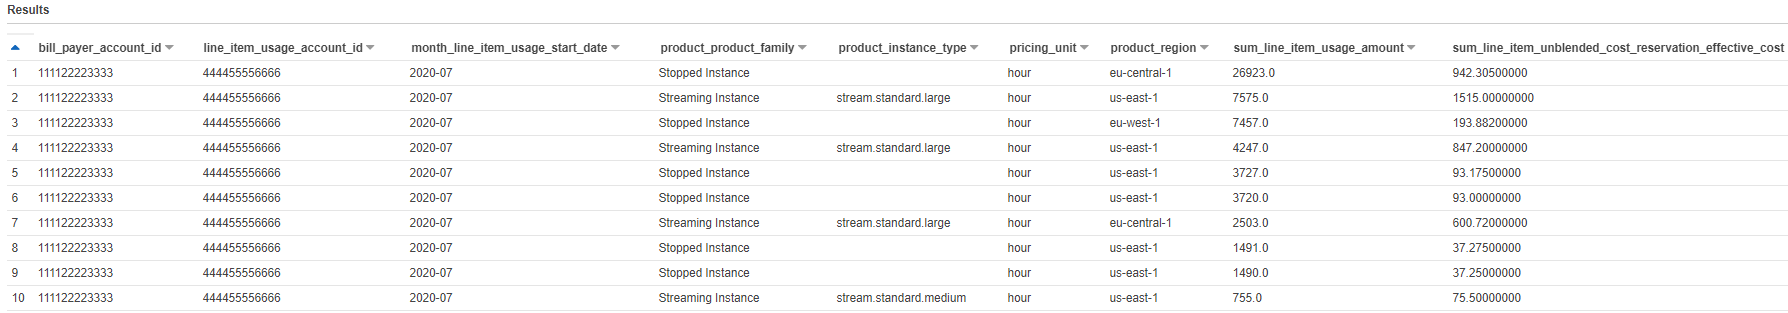 Results
bill_payer_account_id line_item_usage_account_id month_line_item_usage_start_date product_product_family product_instance_type pricing_unit product_region sum_line_item_usage_amount sum_line_item_unblended_cost_reservation_effective_cost
1 111122223333 444455556666 2020-07 Stopped Instance hour eu-central-1 26923.0 942.30500000
2 111122223333 444455556666 2020-07 Streaming Instance stream.standard.large hour us-east-1 7575.0 1515.00000000
3 111122223333 444455556666 2020-07 Stopped Instance hour eu-west-1 7457.0 193.88200000
4 111122223333 444455556666 2020-07 Streaming Instance stream.standard.large hour us-east-1 4247.0 847.20000000
5 111122223333 444455556666 2020-07 Stopped Instance hour us-east-1 3727.0 93.17500000
6 111122223333 444455556666 2020-07 Stopped Instance hour us-east-1 3720.0 93.00000000
7 111122223333 444455556666 2020-07 Streaming Instance stream.standard.large hour eu-central-1 2503.0 600.72000000
8 111122223333 444455556666 2020-07 Stopped Instance hour us-east-1 1491.0 37.27500000
9 111122223333 444455556666 2020-07 Stopped Instance hour us-east-1 1490.0 37.25000000
10 111122223333 444455556666 2020-07 Streaming Instance stream.standard.medium hour us-east-1 755.0 75.50000000